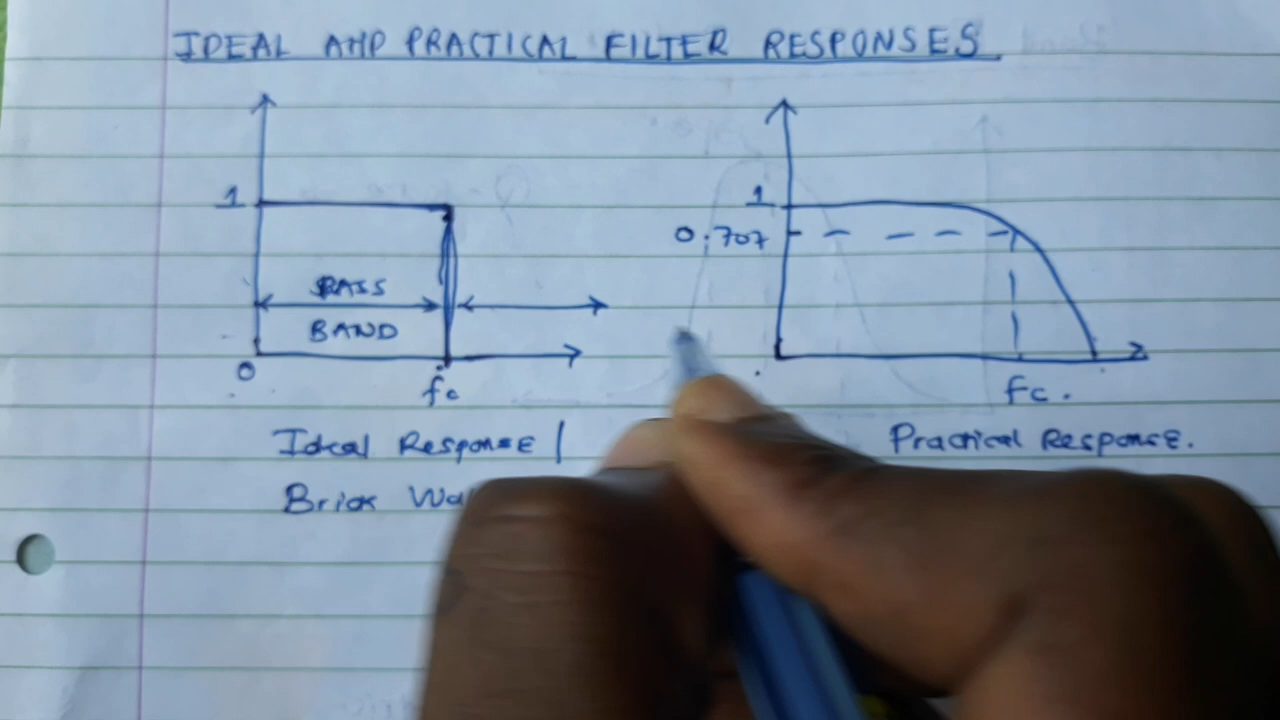 IDEAL AND PRACTICAL FILTER RESPONSES
1
PASS
BAND
0
fc
Ideal Response |
Brick
1
0.707
fc.
Practical Response.